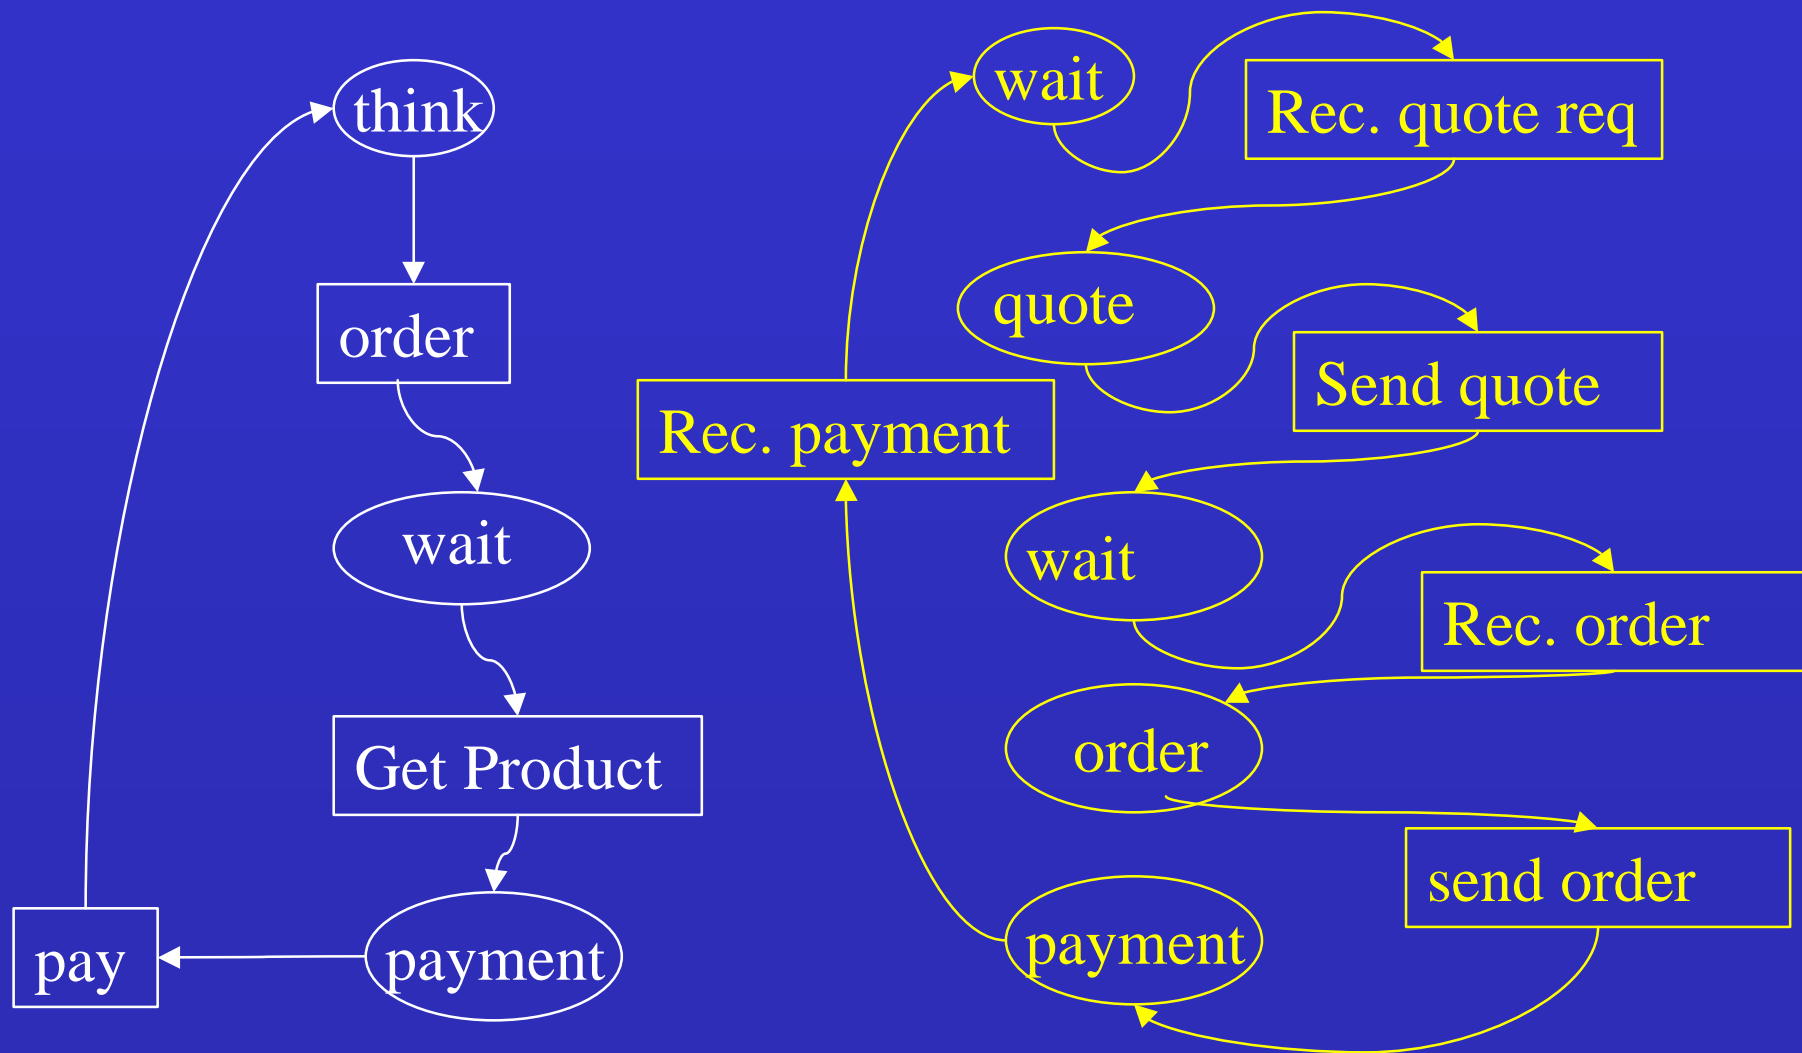 think
order
wait
Get Product
payment
pay
wait
Rec. quote req
quote
Send quote
Rec. payment
wait
Rec. order
order
send order
payment